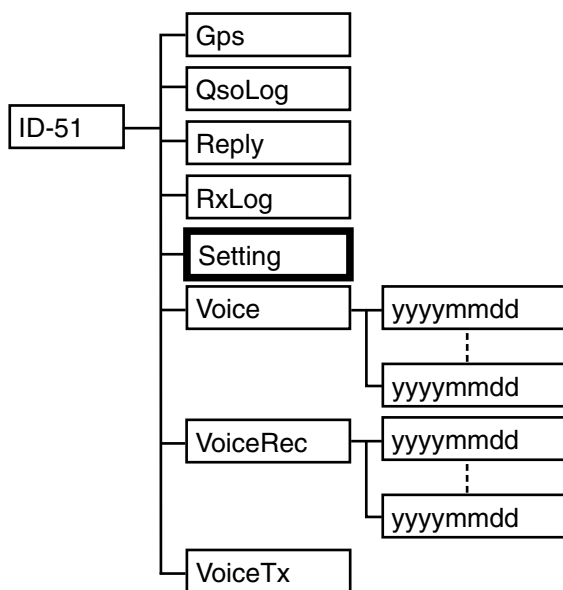 ID-51
Gps
QsoLog
Reply
RxLog
Setting
Voice
yyyymmdd
yyyymmdd
VoiceRec
yyyymmdd
yyyymmdd
VoiceTx